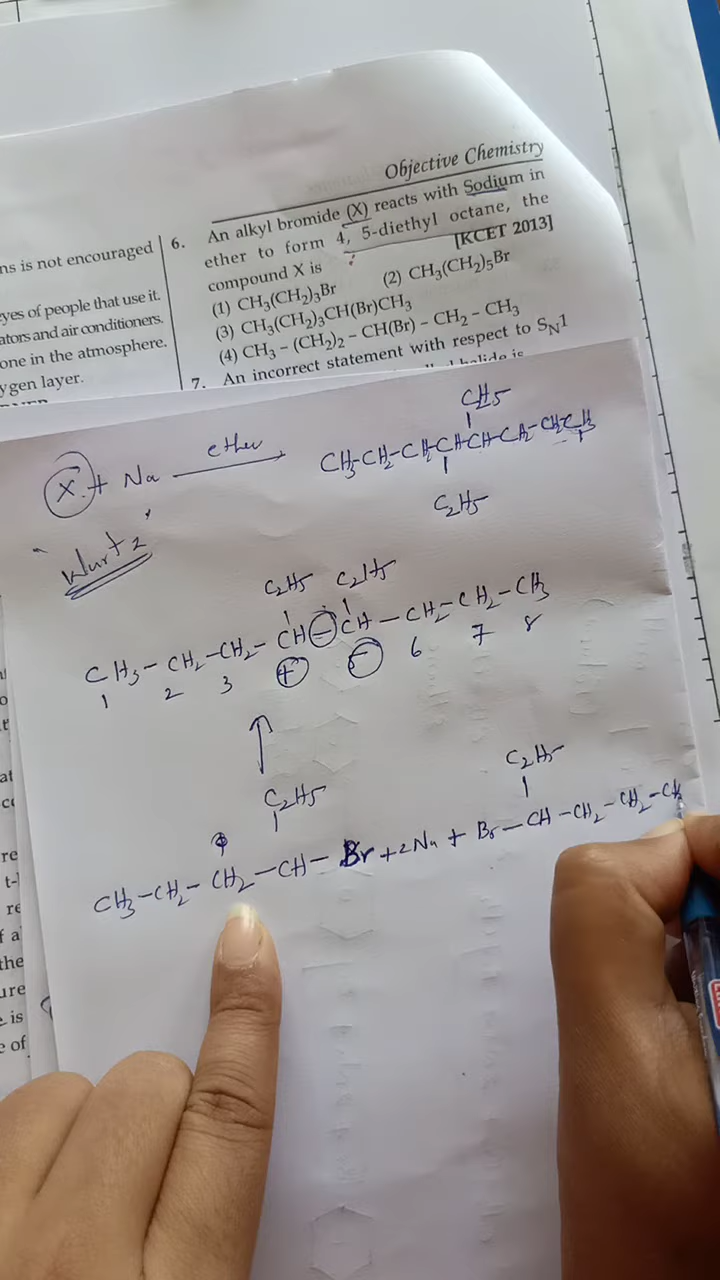 Objective Chemistry
ns is not encouraged
eyes of people that use it.
ators and air conditioners.
one in the atmosphere.
ygen layer.
6. An alkyl bromide (X) reacts with Sodium in
ether to form 4, 5-diethyl octane, the
compound X is [KCET 2013]
(1) CH₃(CH₂)₃Br (2) CH₃(CH₂)₅Br
(3) CH₃(CH₂)₃CH(Br)CH₃
(4) CH₃ – (CH₂)₂ – CH(Br) – CH₂ – CH₃
7. An incorrect statement with respect to SN1
X + Na ether
"Wurtz"
C₂H₅
CH₃-CH₂-CH₂-CH-CH-CH₂-CH₂-CH₃
C₂H₅
C₂H₅ C₂H₅
CH₃-CH₂-CH₂-CH-CH-CH₂-CH₂-CH₃
1 2 3 4 5 6 7 8
C₂H₅ C₂H₅
CH₃-CH₂-CH₂-CH-Br+2Na+Br-CH-CH₂-CH₂-CH₃